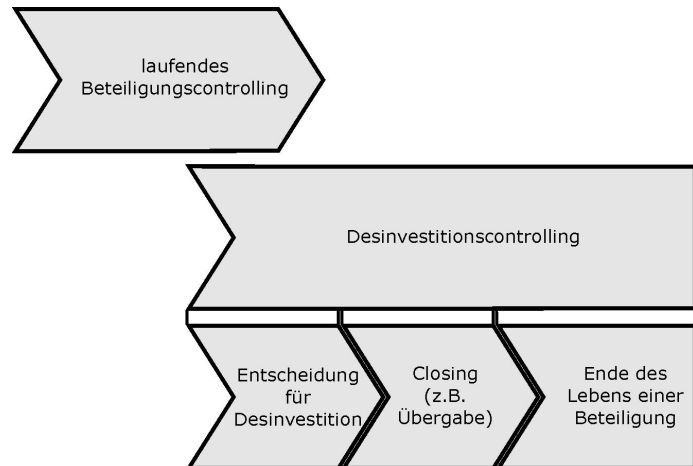 laufendes
Beteiligungscontrolling
Desinvestitionscontrolling
Entscheidung
für
Desinvestition
Closing
(z.B.
Übergabe)
Ende des
Lebens einer
Beteiligung